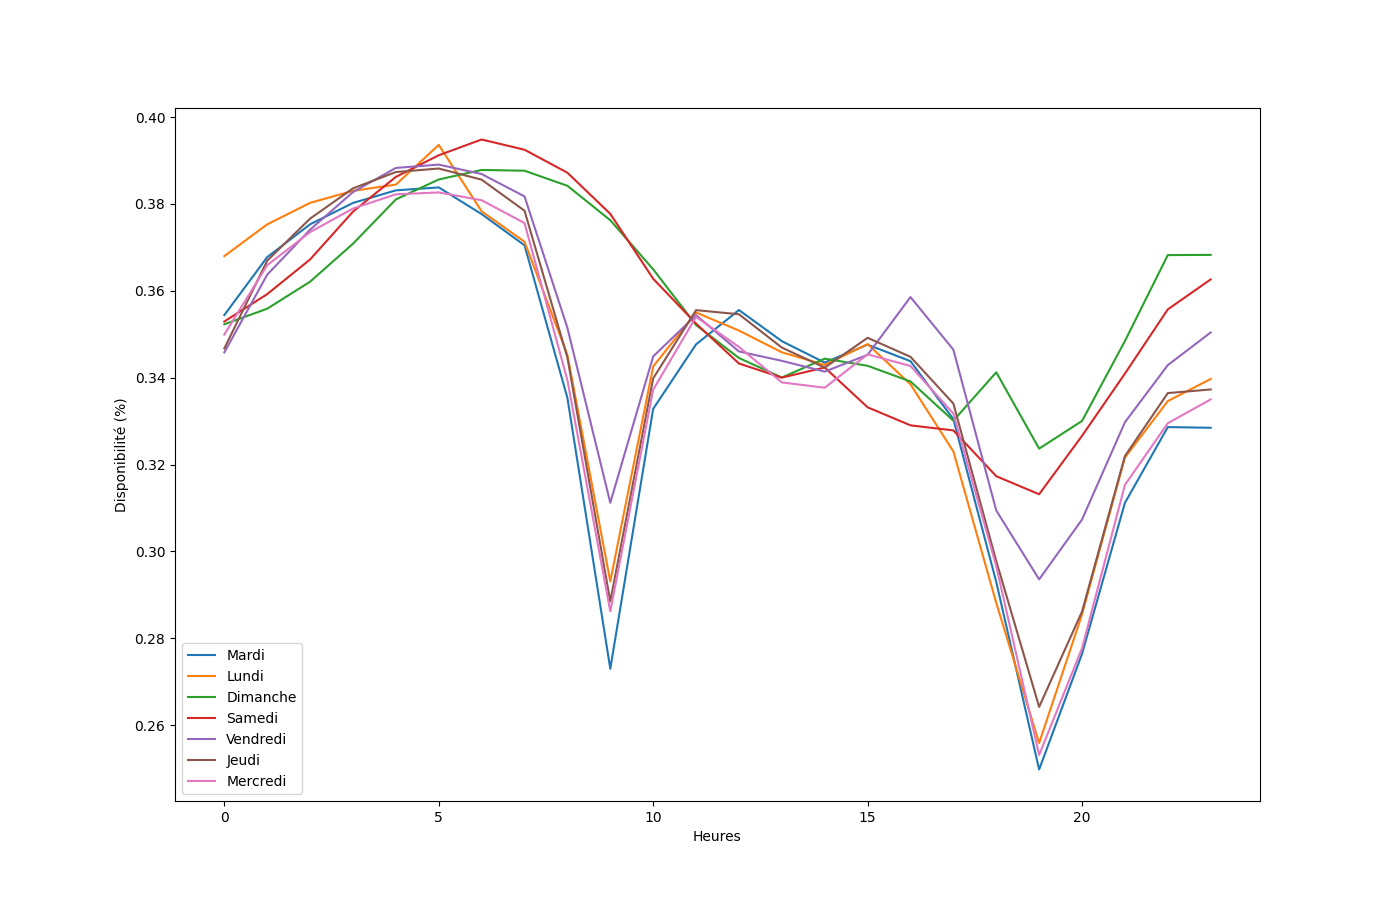 0.40
0.38
0.36
0.34
0.32
0.30
0.28
0.26
Disponibilité (%)
Mardi
Lundi
Dimanche
Samedi
Vendredi
Jeudi
Mercredi
0 5 10 15 20
Heures